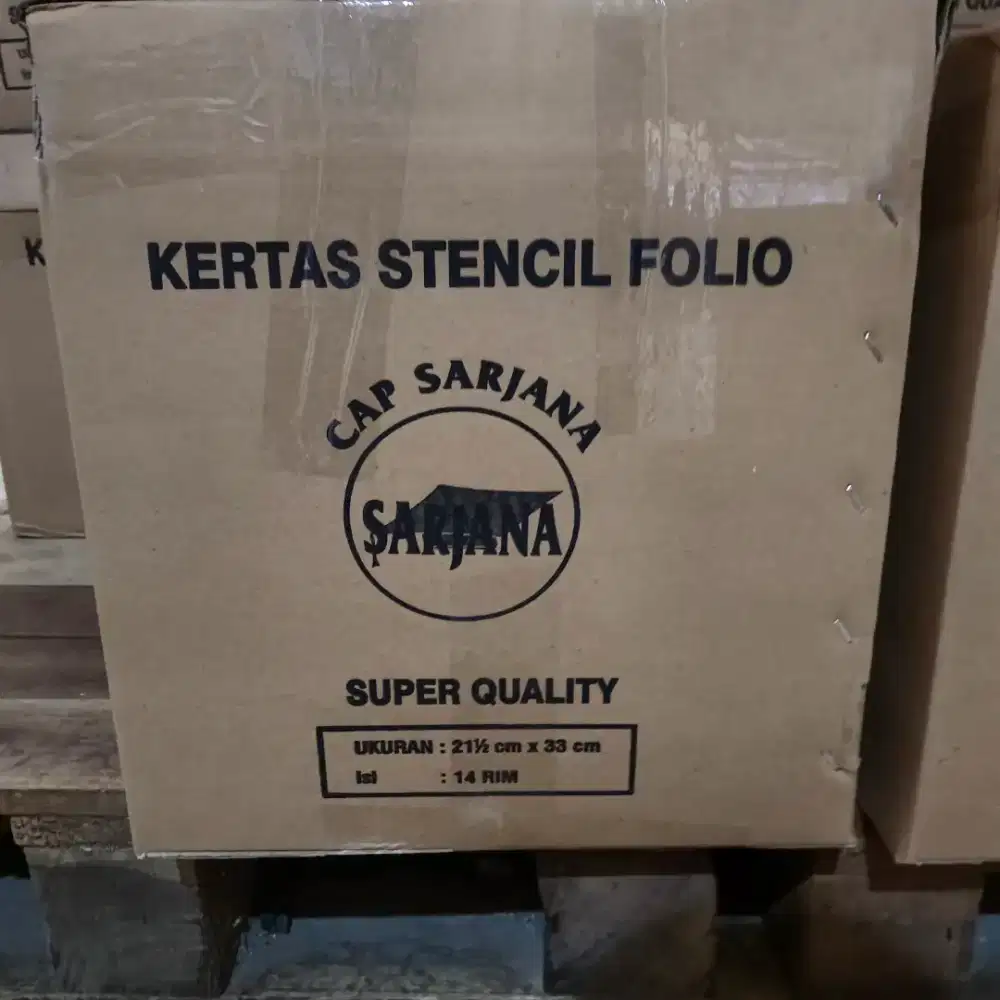 KERTAS STENCIL FOLIO
CAP SARJANA
SARJANA
SUPER QUALITY
UKURAN : 21½ cm x 33 cm
Isi : 14 RIM
K